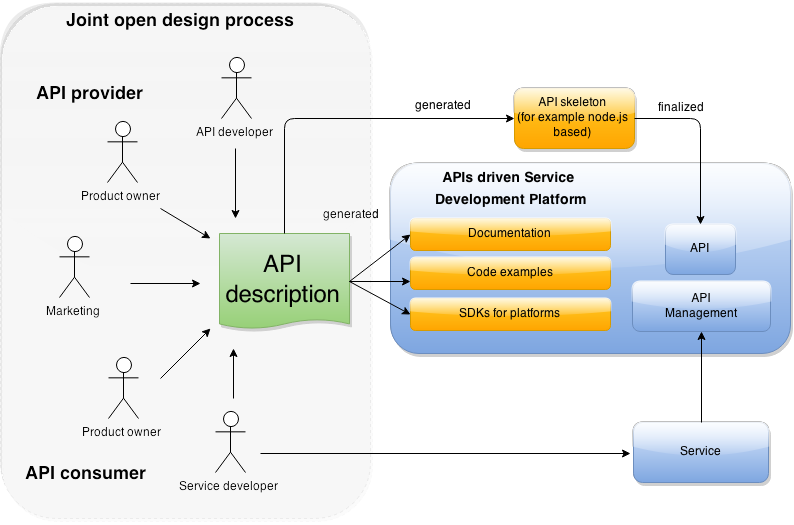 Joint open design process
API provider
API developer
Product owner
Marketing
Product owner
API consumer
Service developer
API
description
generated
generated
API skeleton
(for example node.js
based)
finalized
APIs driven Service
Development Platform
Documentation
Code examples
SDKs for platforms
API
API
Management
Service